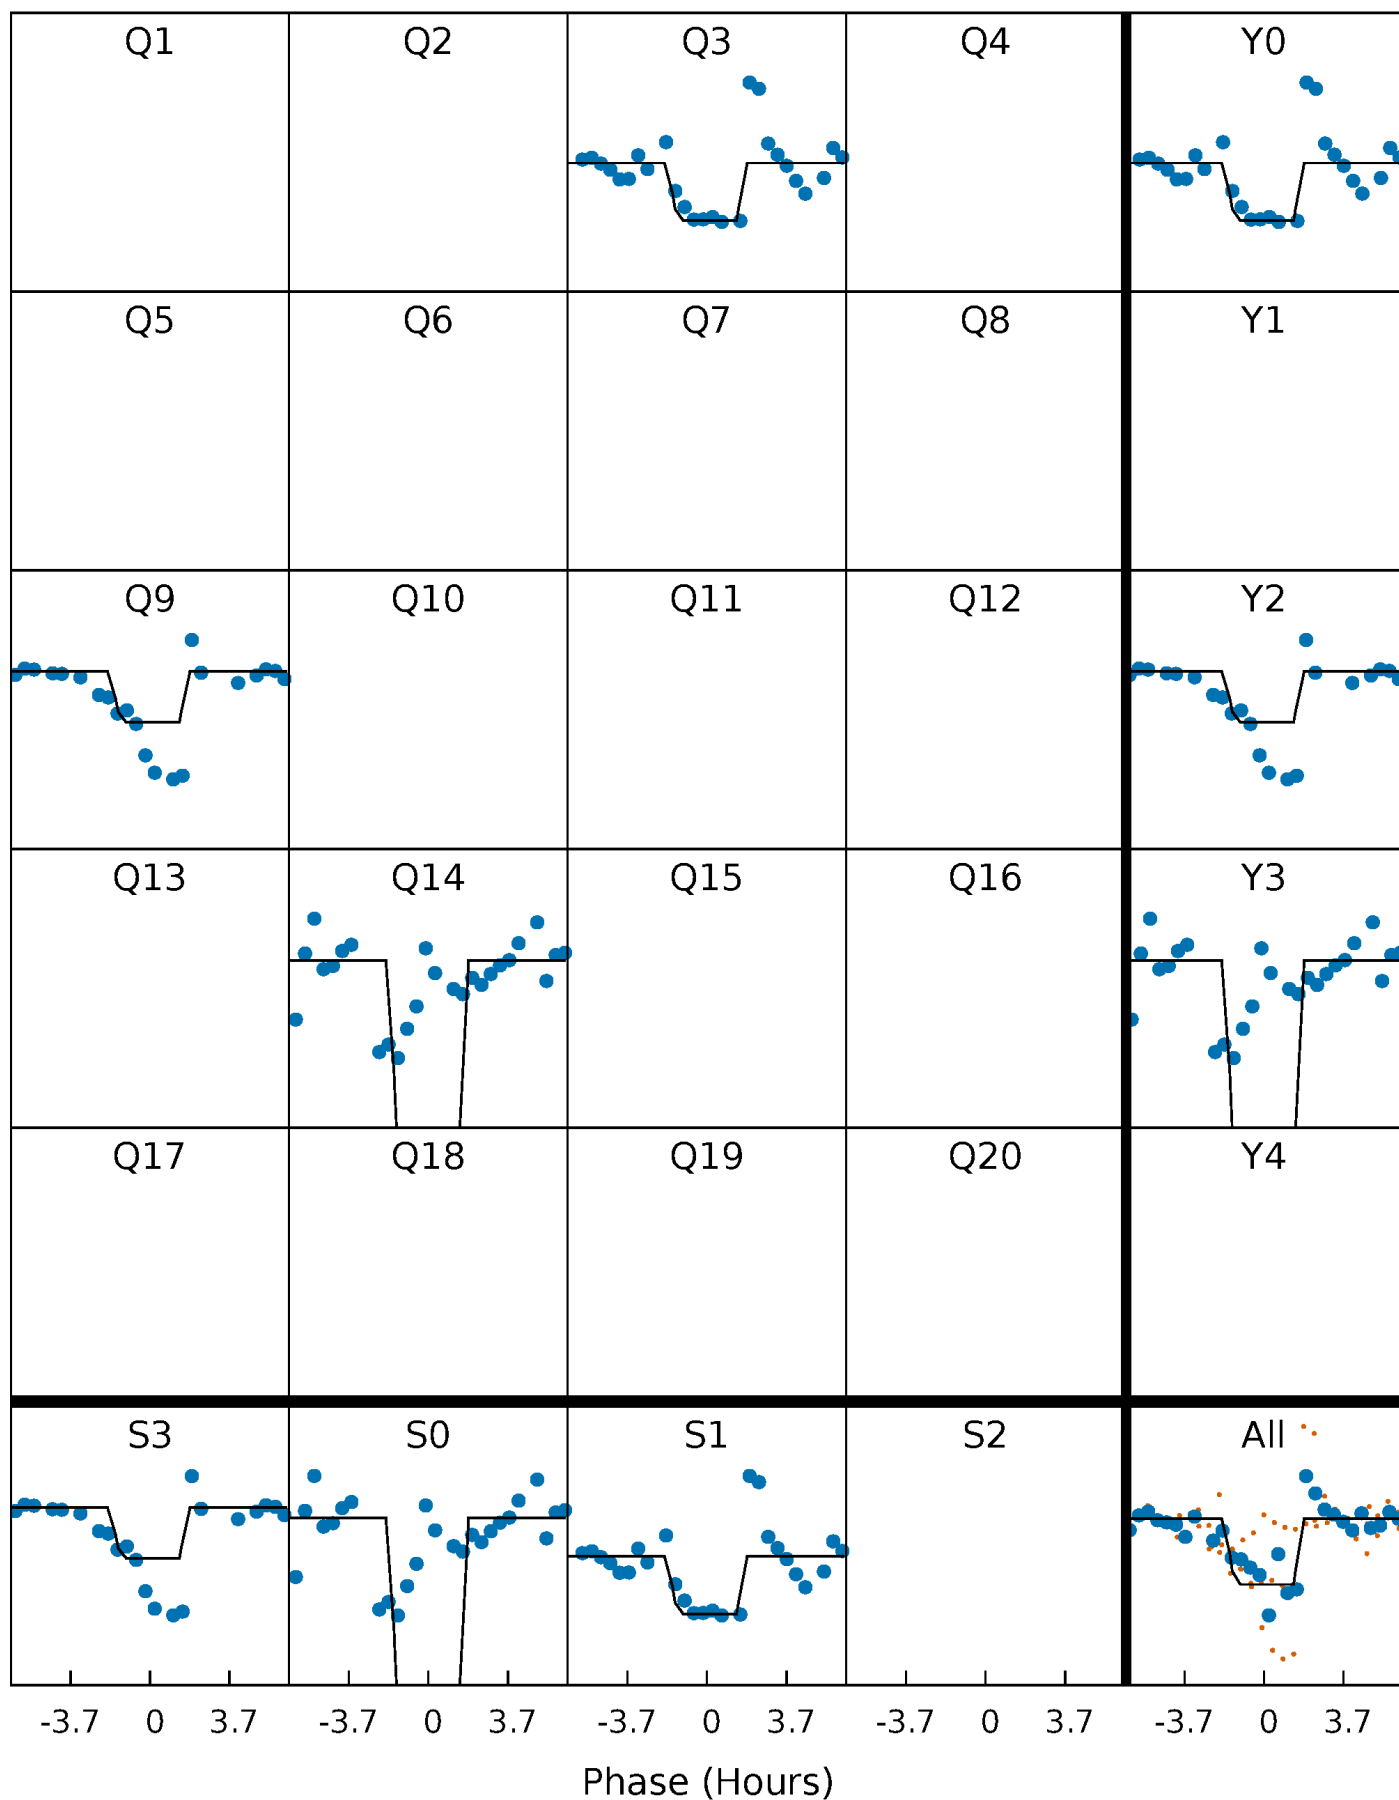 Q1 Q2 Q3 Q4 Y0
Q5 Q6 Q7 Q8 Y1
Q9 Q10 Q11 Q12 Y2
Q13 Q14 Q15 Q16 Y3
Q17 Q18 Q19 Q20 Y4
S3 S0 S1 S2 All
-3.7 0 3.7 -3.7 0 3.7 -3.7 0 3.7 -3.7 0 3.7 -3.7 0 3.7
Phase (Hours)